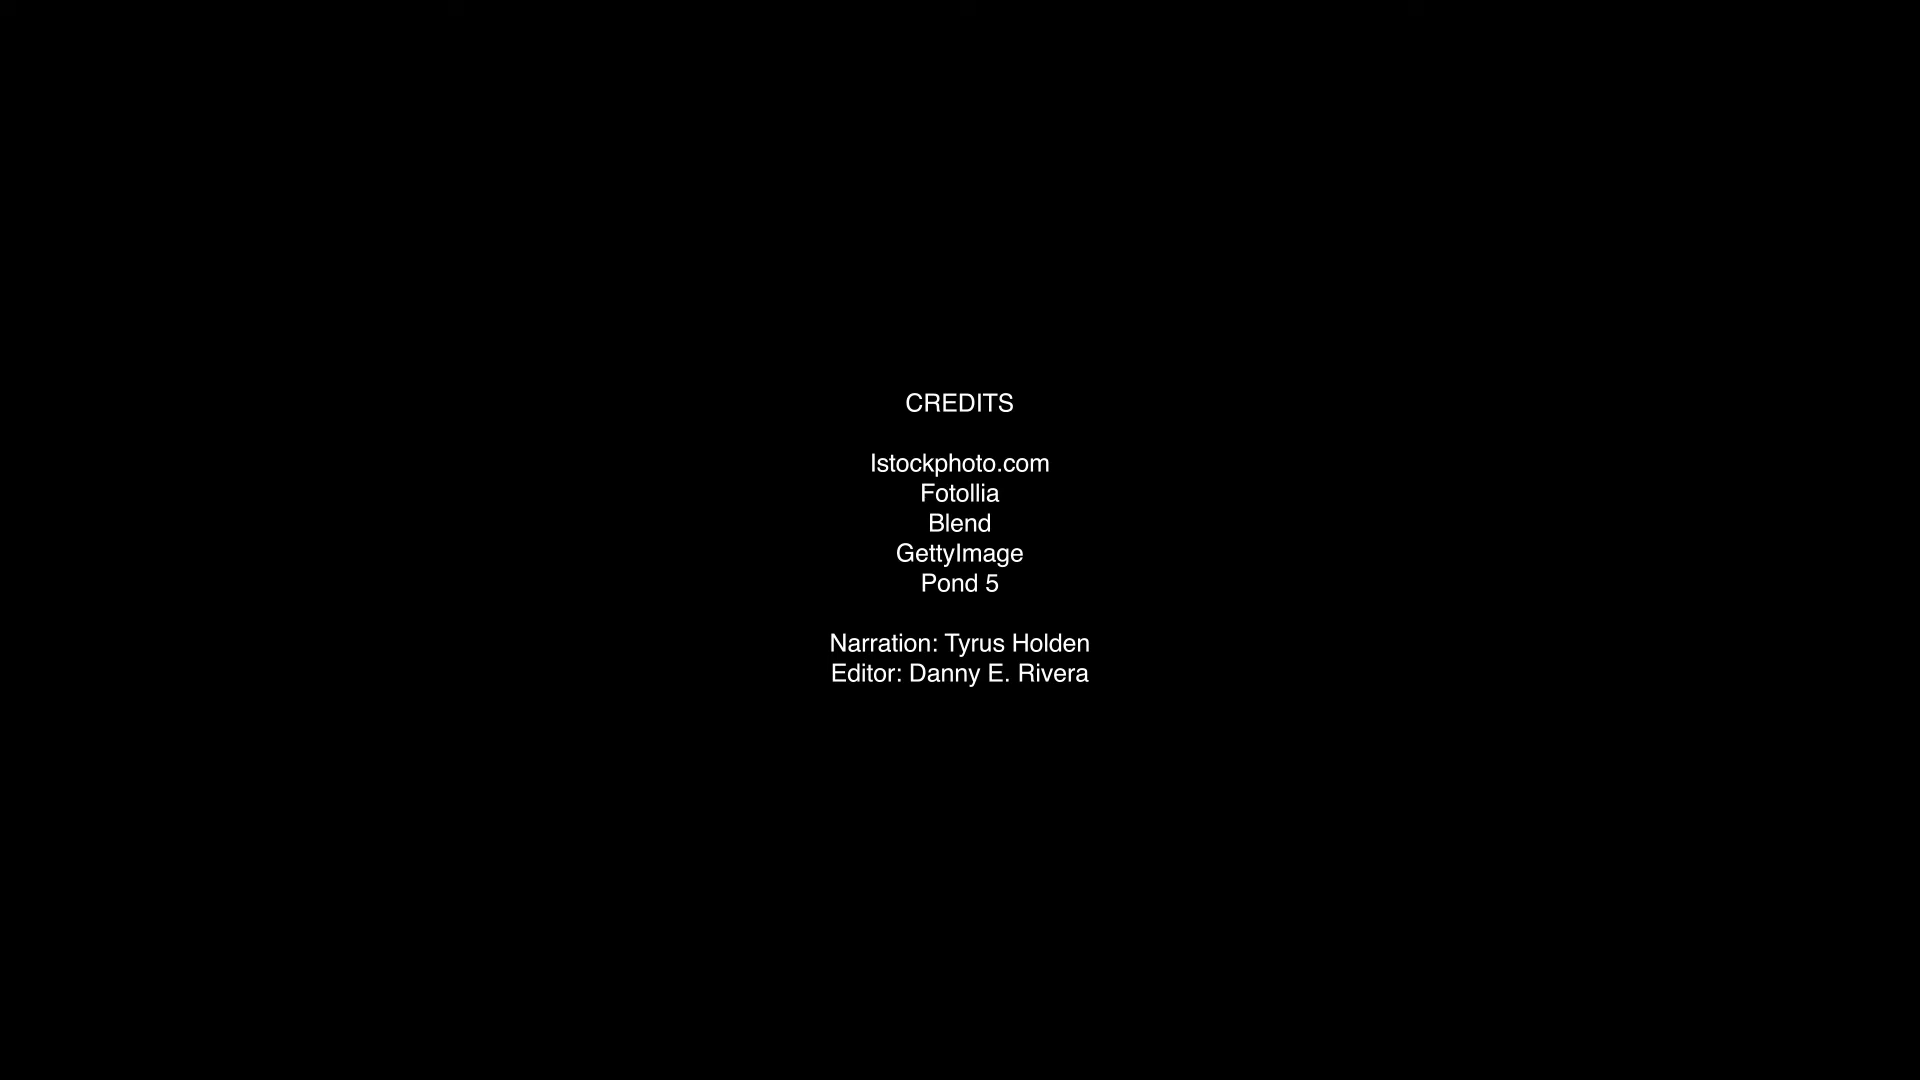 CREDITS
Istockphoto.com
Fotollia
Blend
GettyImage
Pond 5
Narration: Tyrus Holden
Editor: Danny E. Rivera